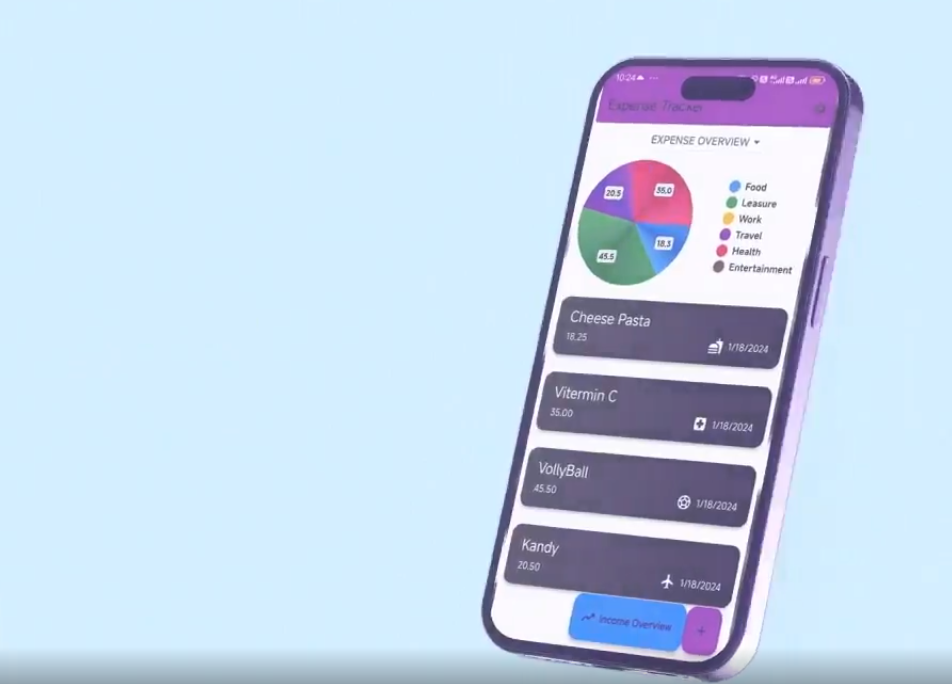 10:24
Expense Tracker
EXPENSE OVERVIEW
20.5
35.0
18.3
45.5
Food
Leasure
Work
Travel
Health
Entertainment
Cheese Pasta
18.25
1/18/2024
Vitermin C
35.00
1/18/2024
VollyBall
45.50
1/18/2024
Kandy
20.50
1/18/2024
Income Overview
+